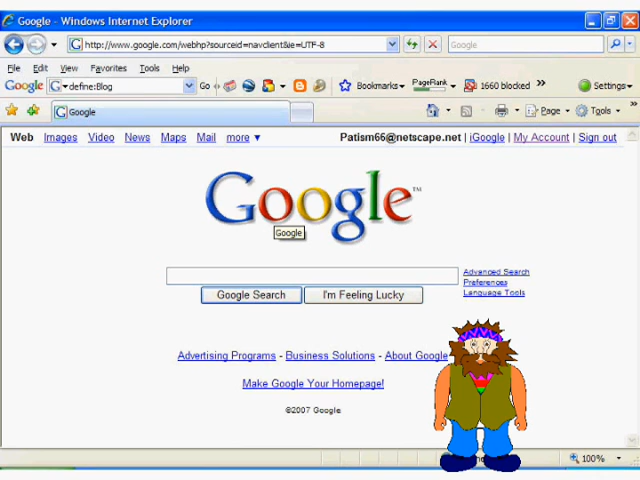 Google - Windows Internet Explorer
http://www.google.com/webhp?sourceid=navclient&ie=UTF-8
Google
File Edit View Favorites Tools Help
Google define:Blog Go Bookmarks PageRank 1660 blocked » Settings
Google Page Tools »
Web Images Video News Maps Mail more ▼ Patism66@netscape.net | iGoogle | My Account | Sign out
Google™
Google
Advanced Search
Preferences
Language Tools
Google Search I'm Feeling Lucky
Advertising Programs - Business Solutions - About Google
Make Google Your Homepage!
©2007 Google
100%